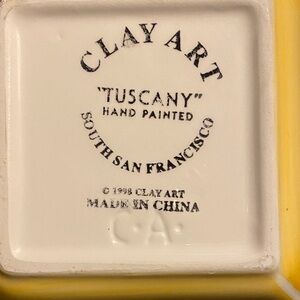 CLAY ART
"TUSCANY"
HAND PAINTED
SOUTH SAN FRANCISCO
© 1998 CLAY ART
MADE IN CHINA
C·A·